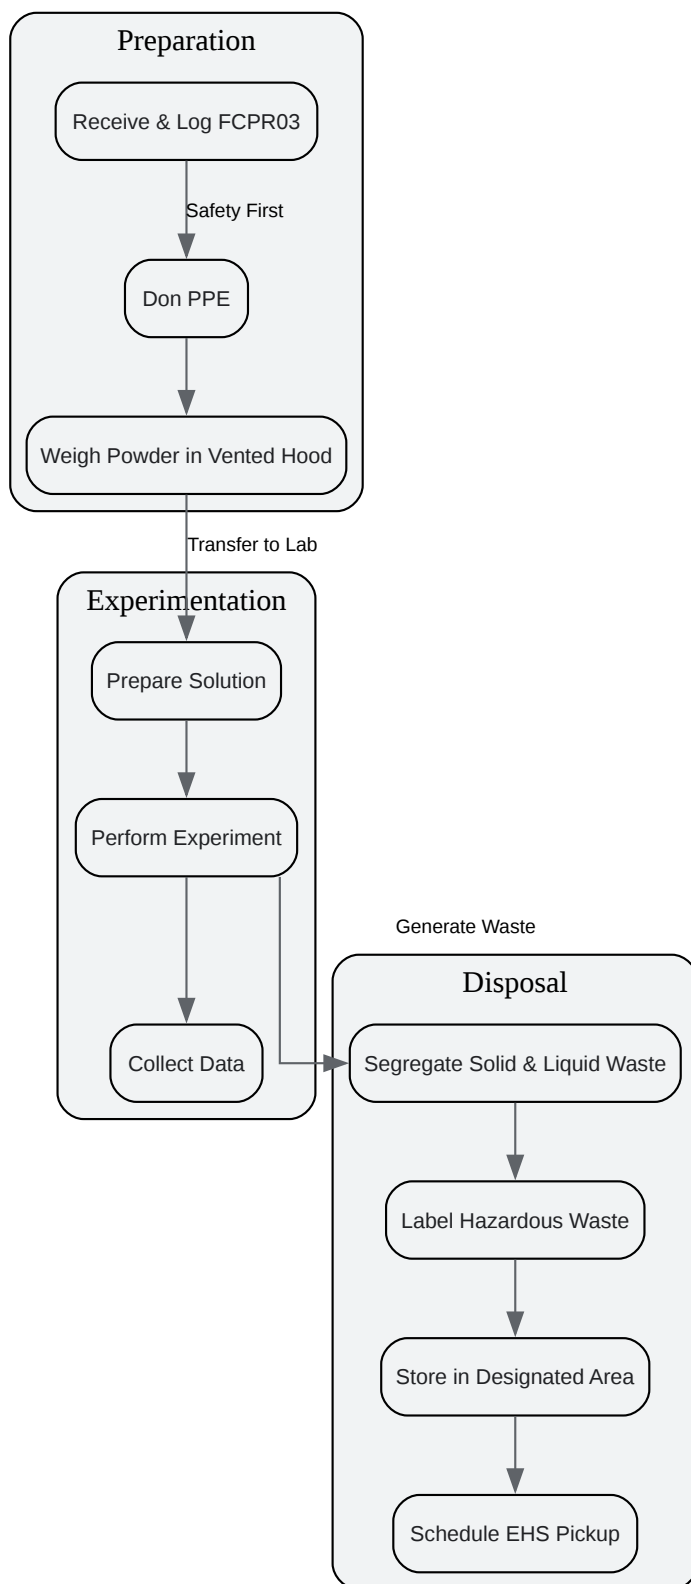 Preparation
Receive & Log FCPR03
Safety First
Don PPE
Weigh Powder in Vented Hood
Transfer to Lab
Experimentation
Prepare Solution
Perform Experiment
Collect Data
Generate Waste
Disposal
Segregate Solid & Liquid Waste
Label Hazardous Waste
Store in Designated Area
Schedule EHS Pickup